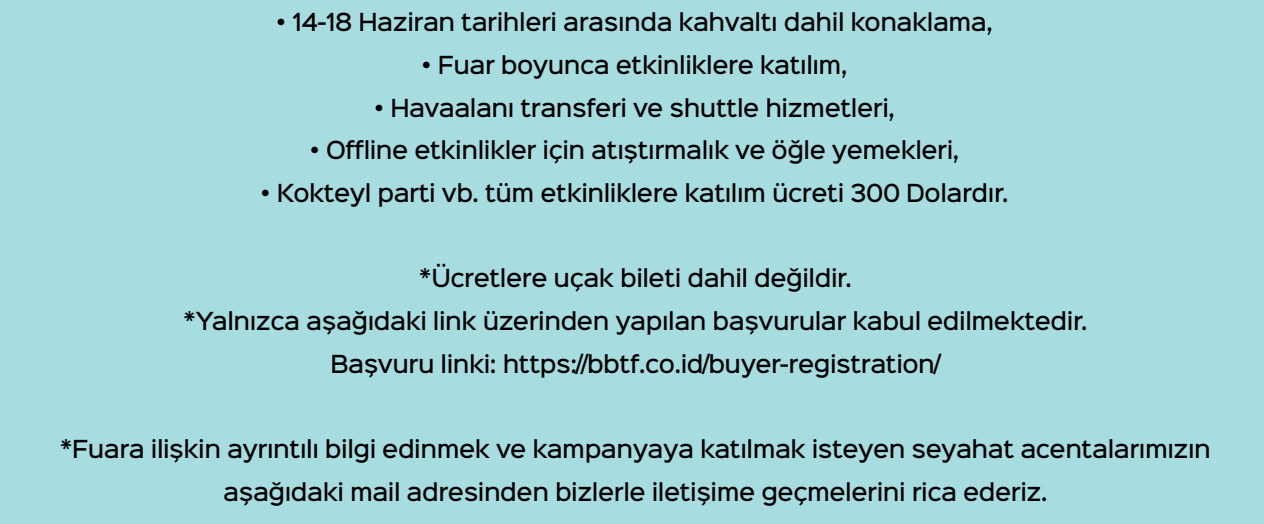 • 14-18 Haziran tarihleri arasında kahvaltı dahil konaklama,
• Fuar boyunca etkinliklere katılım,
• Havaalanı transferi ve shuttle hizmetleri,
• Offline etkinlikler için atıştırmalık ve öğle yemekleri,
• Kokteyl parti vb. tüm etkinliklere katılım ücreti 300 Dolardır.
*Ücretlere uçak bileti dahil değildir.
*Yalnızca aşağıdaki link üzerinden yapılan başvurular kabul edilmektedir.
Başvuru linki: https://bbtf.co.id/buyer-registration/
*Fuara ilişkin ayrıntılı bilgi edinmek ve kampanyaya katılmak isteyen seyahat acentalarımızın
aşağıdaki mail adresinden bizlerle iletişime geçmelerini rica ederiz.